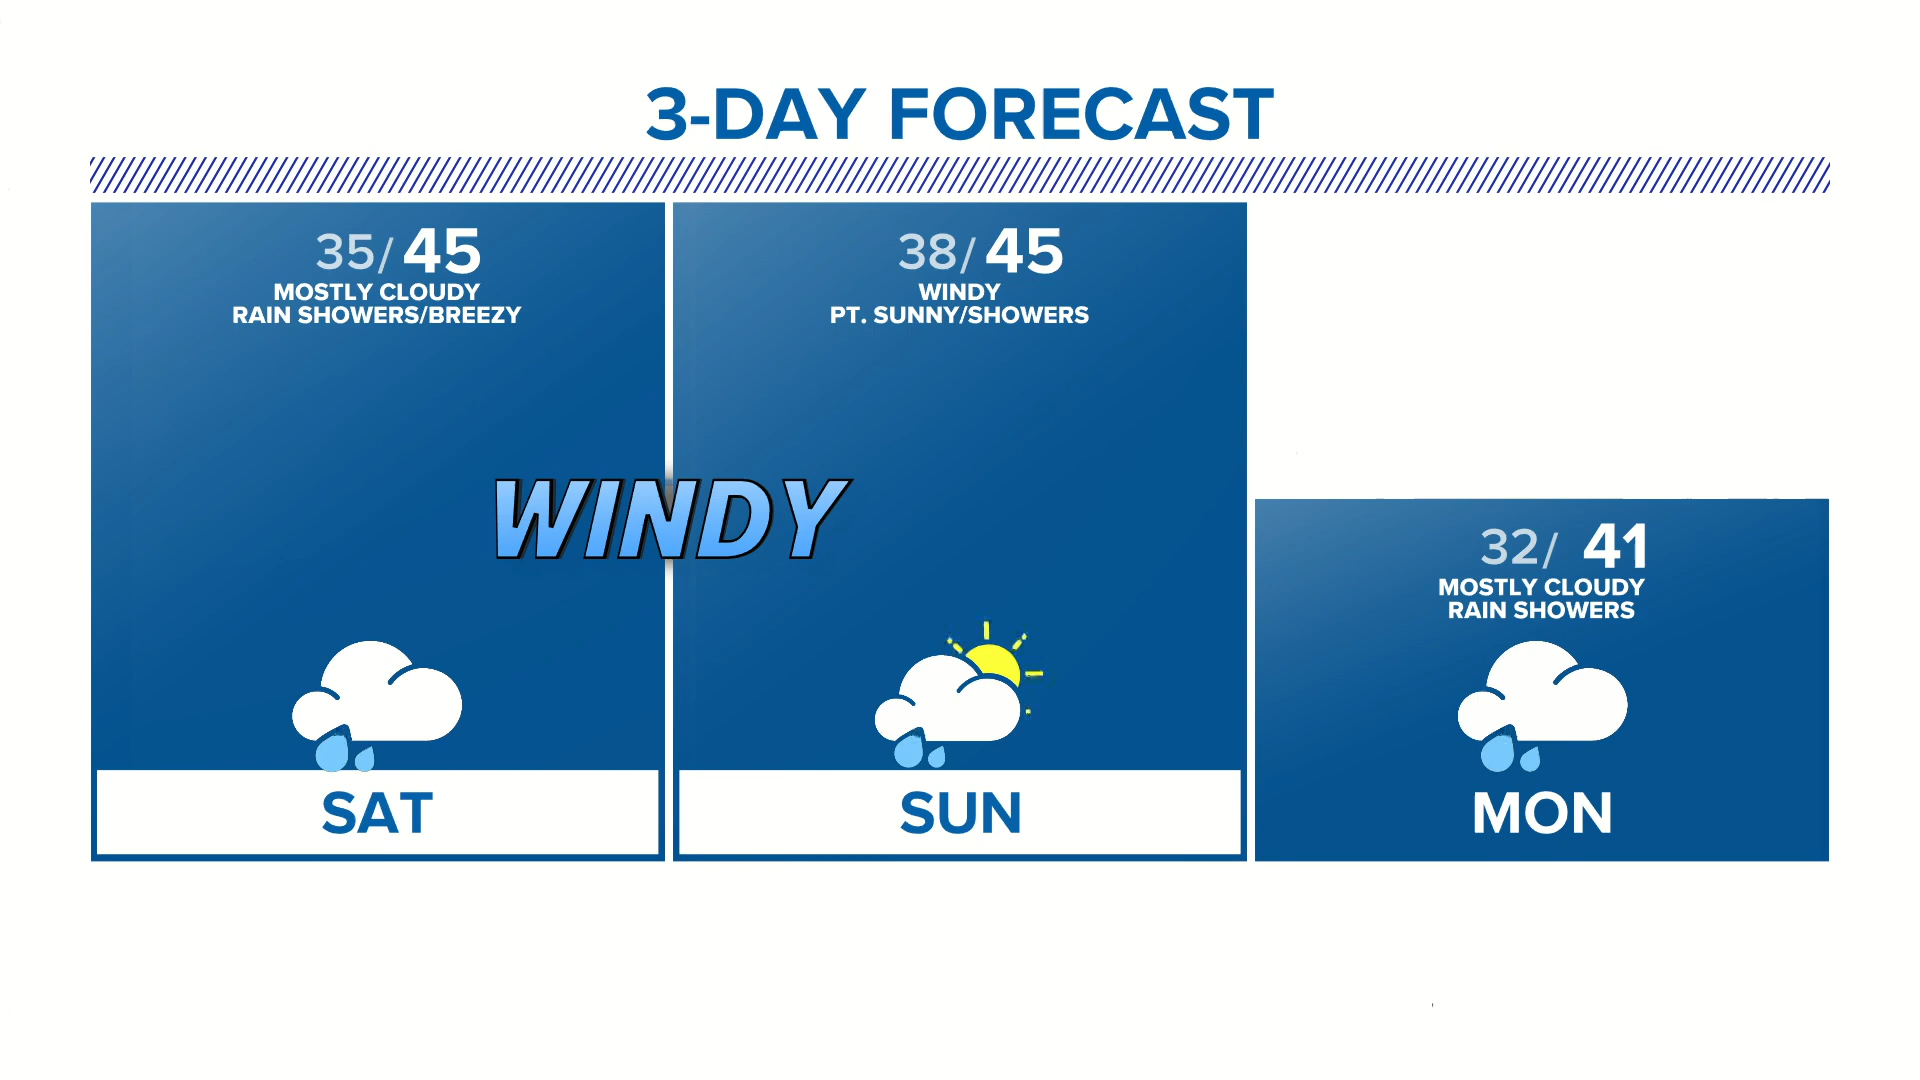 3-DAY FORECAST
35/ 45
MOSTLY CLOUDY
RAIN SHOWERS/BREEZY
38/ 45
WINDY
PT. SUNNY/SHOWERS
WINDY
32/ 41
MOSTLY CLOUDY
RAIN SHOWERS
SAT
SUN
MON